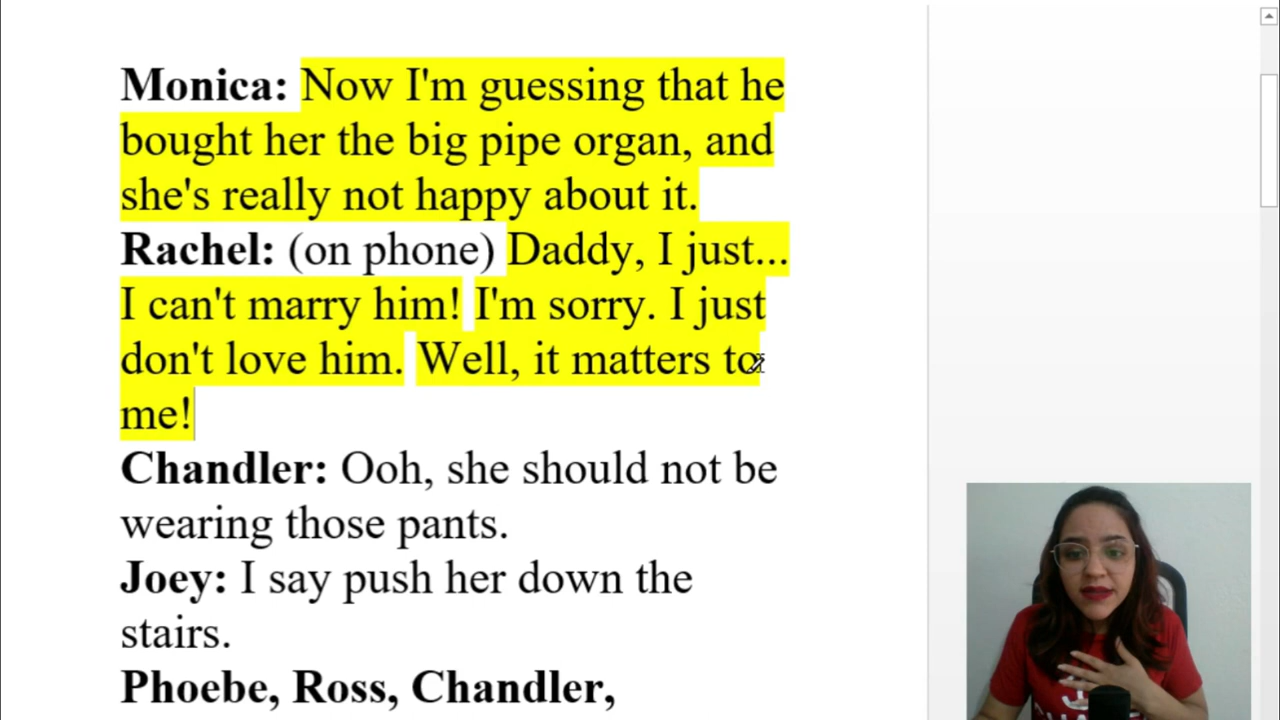 Monica: Now I'm guessing that he
bought her the big pipe organ, and
she's really not happy about it.
Rachel: (on phone) Daddy, I just...
I can't marry him! I'm sorry. I just
don't love him. Well, it matters to
me!
Chandler: Ooh, she should not be
wearing those pants.
Joey: I say push her down the
stairs.
Phoebe, Ross, Chandler,